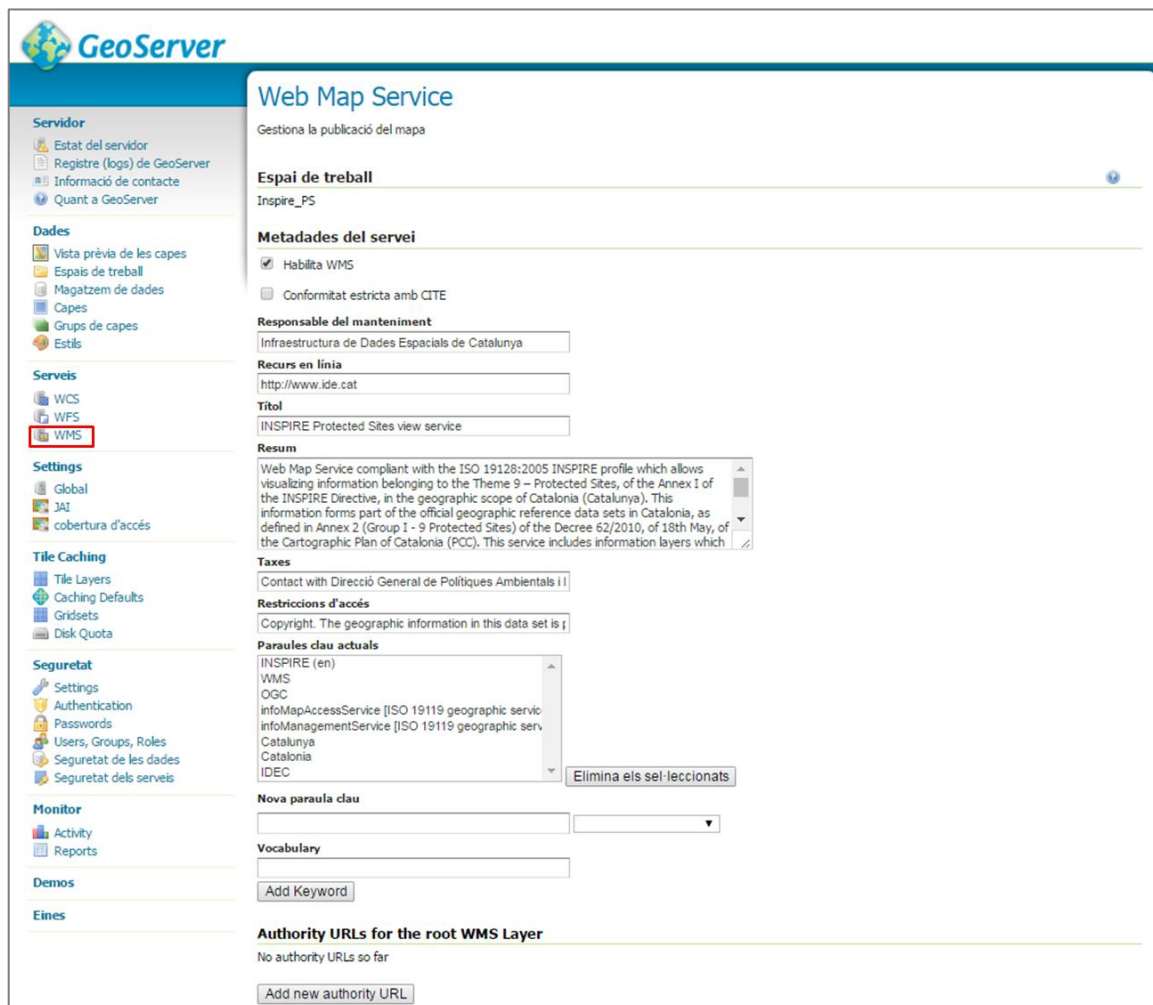 GeoServer
Servidor
Estat del servidor
Registre (logs) de GeoServer
Informació de contacte
Quant a GeoServer
Dades
Vista prèvia de les capes
Espais de treball
Magatzem de dades
Capes
Grups de capes
Estils
Serveis
WCS
WFS
WMS
Settings
Global
JAI
cobertura d'accés
Tile Caching
Tile Layers
Caching Defaults
Gridsets
Disk Quota
Seguretat
Settings
Authentication
Passwords
Users, Groups, Roles
Seguretat de les dades
Seguretat dels serveis
Monitor
Activity
Reports
Demos
Eines
Web Map Service
Gestiona la publicació del mapa
Espai de treball
Inspire_PS
Metadades del servei
Habilita WMS
Conformitat estricta amb CITE
Responsable del manteniment
Infraestructura de Dades Espacials de Catalunya
Recurs en línia
http://www.ide.cat
Títol
INSPIRE Protected Sites view service
Resum
Web Map Service compliant with the ISO 19128:2005 INSPIRE profile which allows
visualizing information belonging to the Theme 9 – Protected Sites, of the Annex I of
the INSPIRE Directive, in the geographic scope of Catalonia (Catalunya). This
information forms part of the official geographic reference data sets in Catalonia, as
defined in Annex 2 (Group I - 9 Protected Sites) of the Decree 62/2010, of 18th May, of
the Cartographic Plan of Catalonia (PCC). This service includes information layers which
Taxes
Contact with Direcció General de Polítiques Ambientals i
Restriccions d'accés
Copyright. The geographic information in this data set is
Paraules clau actuals
INSPIRE (en)
WMS
OGC
infoMapAccessService [ISO 19119 geographic servic
infoManagementService [ISO 19119 geographic serv
Catalunya
Catalonia
IDEC
Elimina els sel·leccionats
Nova paraula clau
Vocabulary
Add Keyword
Authority URLs for the root WMS Layer
No authority URLs so far
Add new authority URL